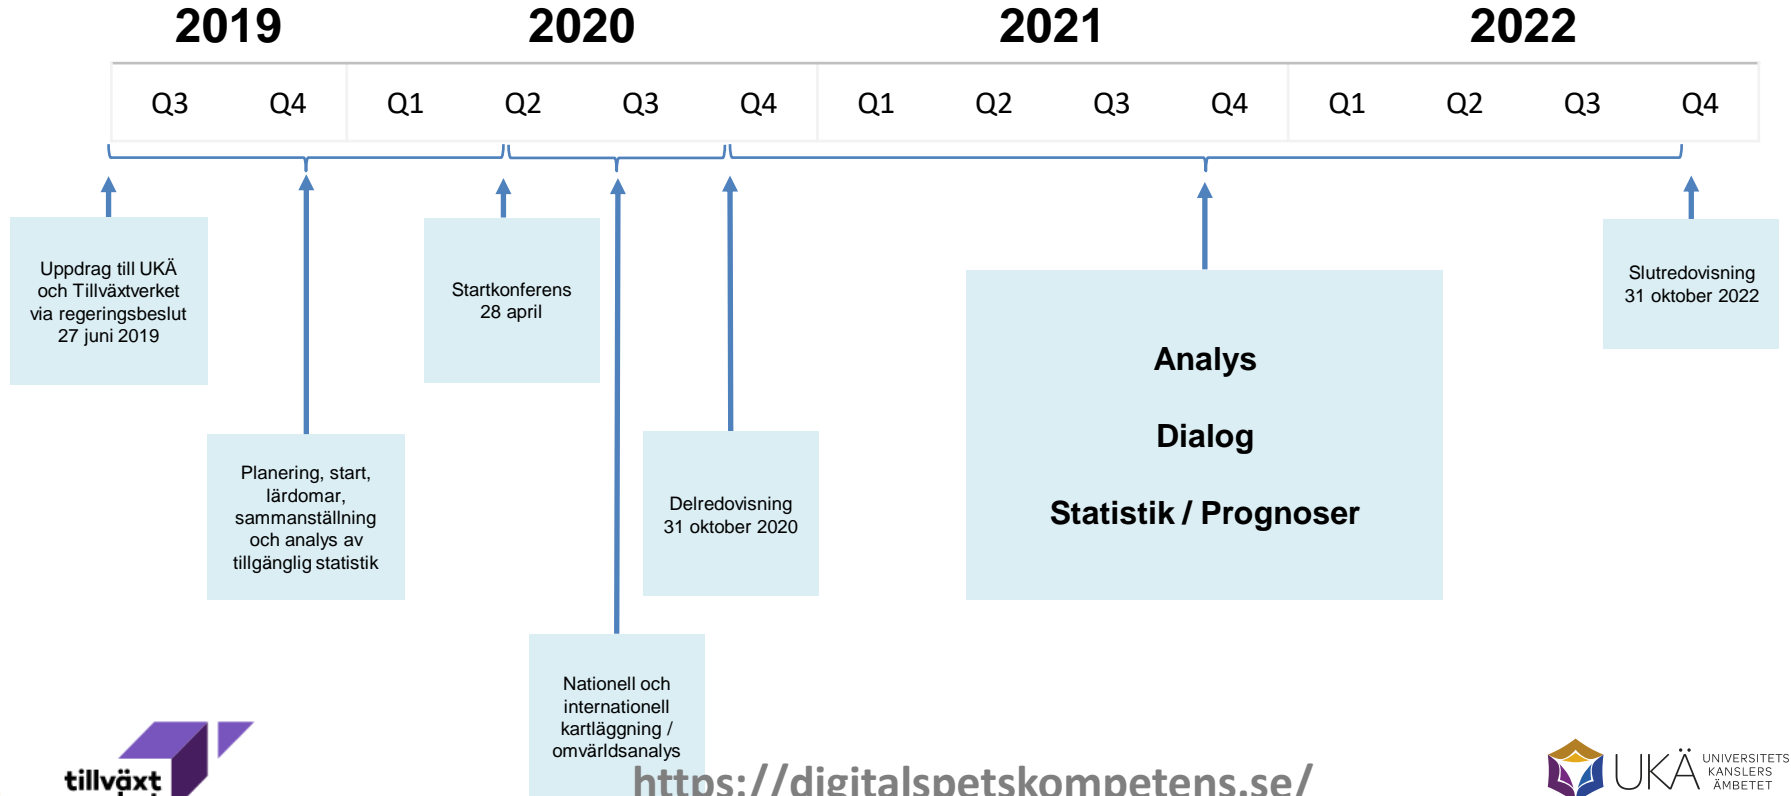 2019 2020 2021 2022
Q3 Q4 Q1 Q2 Q3 Q4 Q1 Q2 Q3 Q4 Q1 Q2 Q3 Q4
Uppdrag till UKÄ
och Tillväxtverket
via regeringsbeslut
27 juni 2019
Planering, start,
lärdomar,
sammanställning
och analys av
tillgänglig statistik
Startkonferens
28 april
Nationell och
internationell
kartläggning /
omvärldsanalys
Delredovisning
31 oktober 2020
Analys
Dialog
Statistik / Prognoser
Slutredovisning
31 oktober 2022
tillväxt
https://digitalspetskompetens.se/
UKÄ
UNIVERSITETS
KANSLERS
ÄMBETET